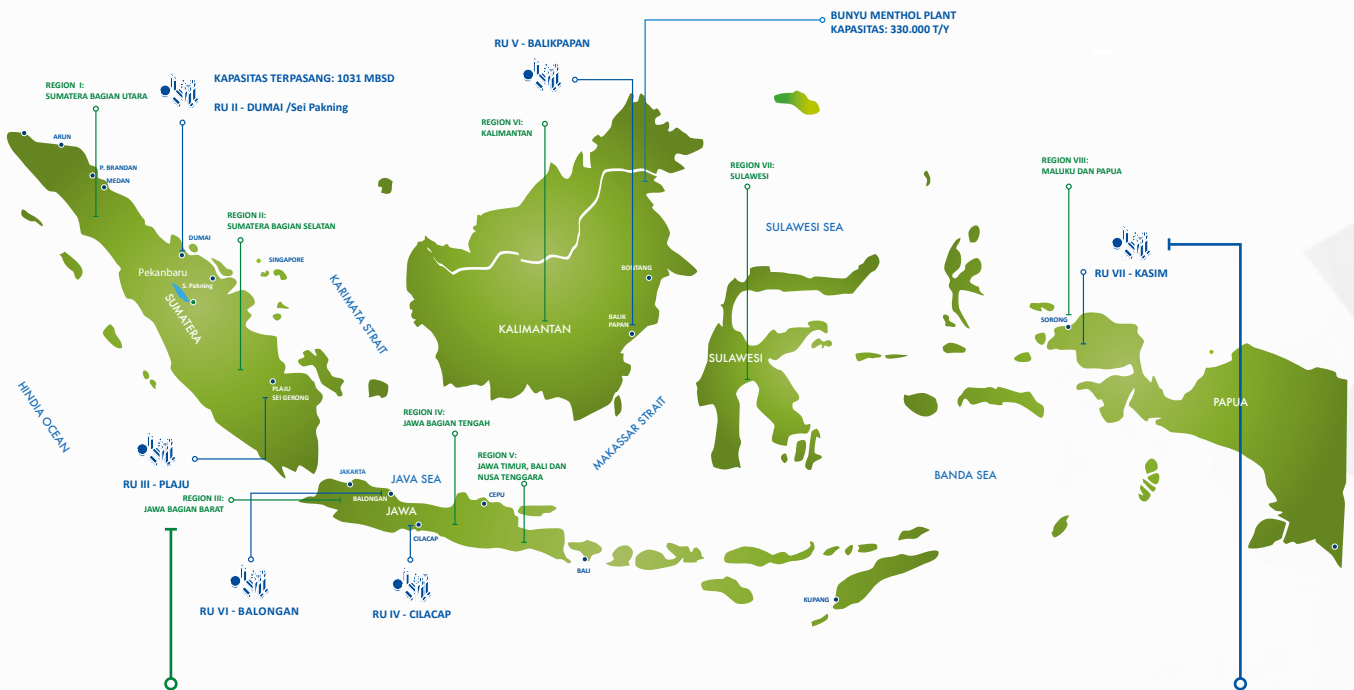 BUNYU MENTHOL PLANT
KAPASITAS: 330.000 T/Y
RU V - BALIKPAPAN
KAPASITAS TERPASANG: 1031 MBSD
RU II - DUMAI /Sei Pakning
REGION I:
SUMATERA BAGIAN UTARA
REGION VI:
KALIMANTAN
ARUN
P. BRANDAN
MEDAN
REGION VII:
SULAWESI
REGION VIII:
MALUKU DAN PAPUA
REGION II:
SUMATERA BAGIAN SELATAN
SULAWESI SEA
DUMAI
SINGAPORE
Pekanbaru
S. Pakning
SUMATERA
KARIMATA STRAIT
BONTANG
RU VII - KASIM
KALIMANTAN
BALIK
PAPAN
SORONG
SULAWESI
HINDIA OCEAN
PLAJU
SEI GERONG
PAPUA
REGION IV:
JAWA BAGIAN TENGAH
MAKASSAR STRAIT
REGION V:
JAWA TIMUR, BALI DAN
NUSA TENGGARA
BANDA SEA
RU III - PLAJU
JAKARTA
JAVA SEA
REGION III:
JAWA BAGIAN BARAT
BALONGAN
CEPU
JAWA
CILACAP
BALI
KUPANG
RU VI - BALONGAN
RU IV - CILACAP